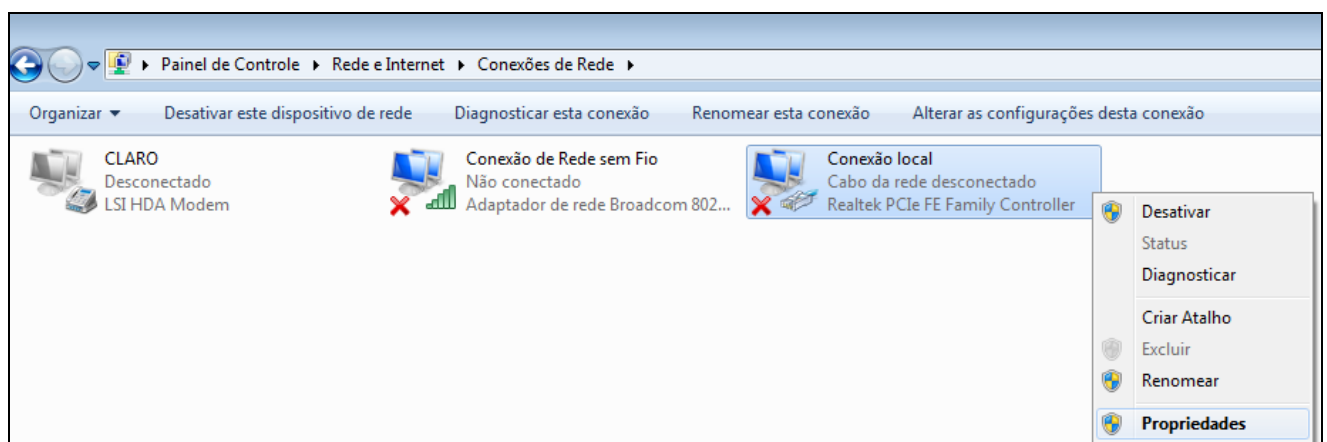 Painel de Controle Rede e Internet Conexões de Rede
Organizar Desativar este dispositivo de rede Diagnosticar esta conexão Renomear esta conexão Alterar as configurações desta conexão
CLARO
Desconectado
LSI HDA Modem
Conexão de Rede sem Fio
Não conectado
Adaptador de rede Broadcom 802...
Conexão local
Cabo da rede desconectado
Realtek PCIe FE Family Controller
Desativar
Status
Diagnosticar
Criar Atalho
Excluir
Renomear
Propriedades